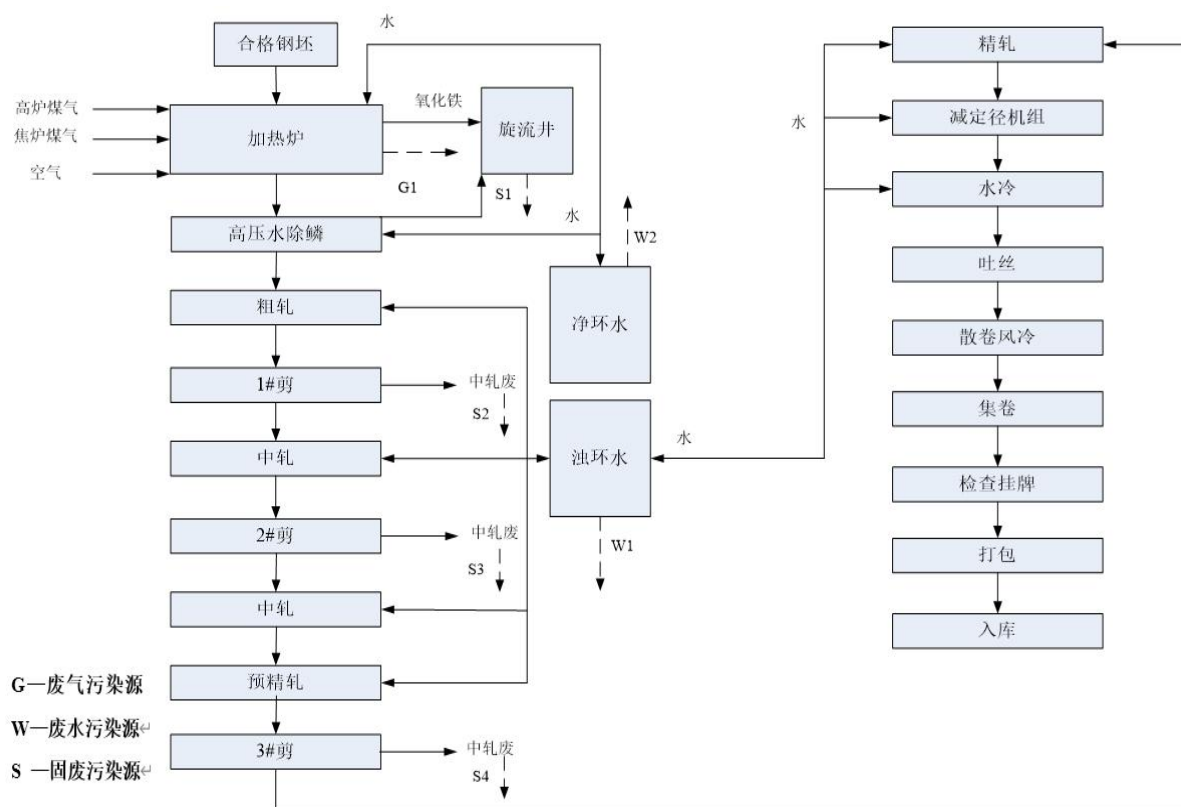 水
合格钢坯
高炉煤气
焦炉煤气
空气
加热炉
氧化铁
G1
旋流井
S1
高压水除鳞
水
W2
粗轧
净环水
1#剪
中轧废
S2
中轧
浊环水
水
W1
2#剪
中轧废
S3
中轧
预精轧
3#剪
中轧废
S4
G—废气污染源
W—废水污染源
S —固废污染源
水
精轧
减定径机组
水冷
吐丝
散卷风冷
集卷
检查挂牌
打包
入库